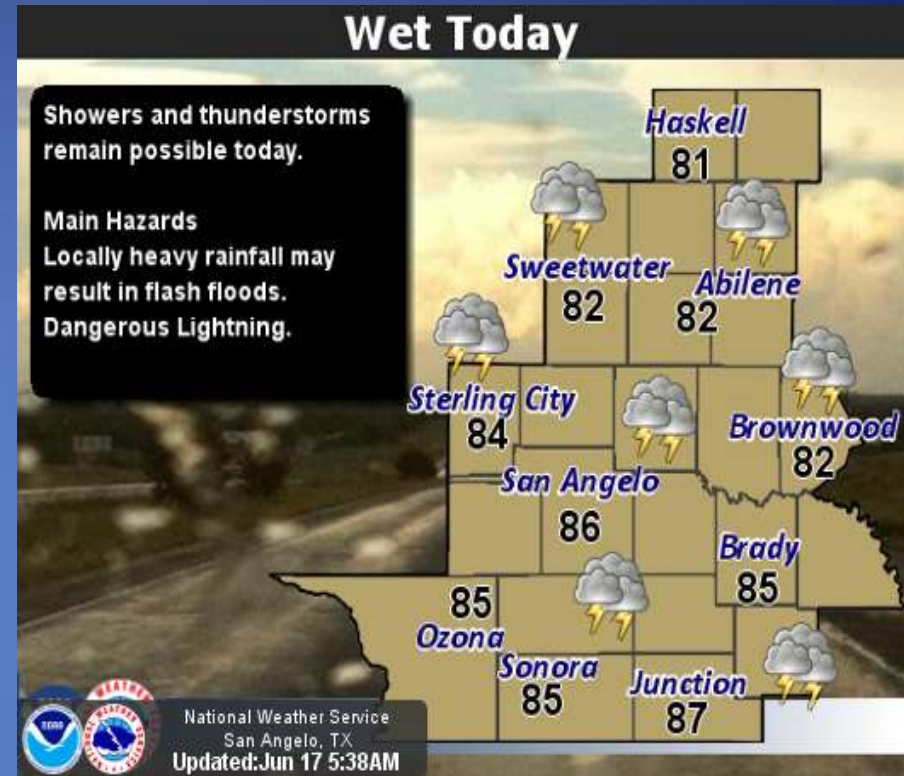 Wet Today
Showers and thunderstorms
remain possible today.
Main Hazards
Locally heavy rainfall may
result in flash floods.
Dangerous Lightning.
Haskell
81
Sweetwater
82
Abilene
82
Sterling City
84
Brownwood
82
San Angelo
86
Brady
85
85
Ozona
Sonora
85
Junction
87
National Weather Service
San Angelo, TX
Updated:Jun 17 5:38AM